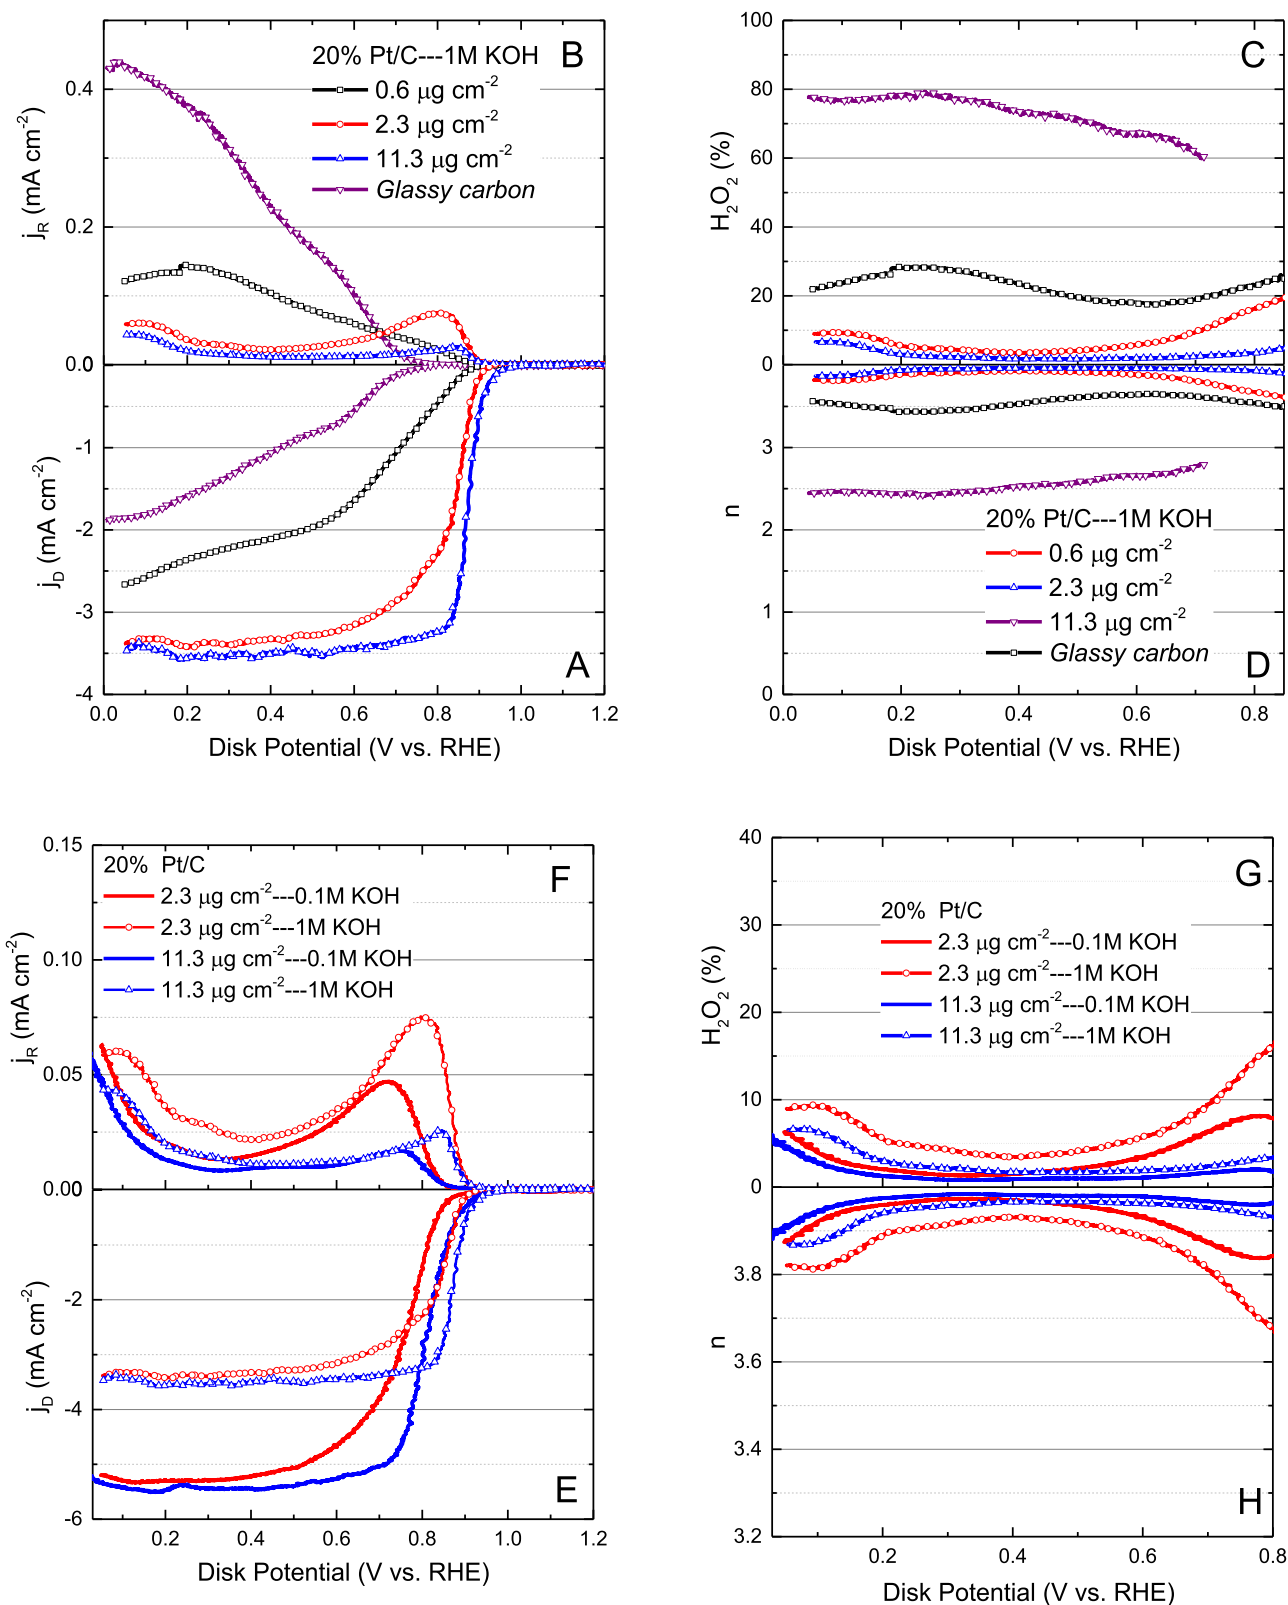 B
20% Pt/C---1M KOH
0.6 μg cm-2
2.3 μg cm-2
11.3 μg cm-2
Glassy carbon
0.4
0.2
0.0
jR (mA cm-2)
-1
-2
-3
-4
jD (mA cm-2)
A
0.0 0.2 0.4 0.6 0.8 1.0 1.2
Disk Potential (V vs. RHE)
C
100
80
60
40
20
0
H2O2 (%)
3
2
1
0
n
20% Pt/C---1M KOH
0.6 μg cm-2
2.3 μg cm-2
11.3 μg cm-2
Glassy carbon
D
0.0 0.2 0.4 0.6 0.8
Disk Potential (V vs. RHE)
F
20% Pt/C
2.3 μg cm-2---0.1M KOH
2.3 μg cm-2---1M KOH
11.3 μg cm-2---0.1M KOH
11.3 μg cm-2---1M KOH
0.15
0.10
0.05
0.00
jR (mA cm-2)
-2
-4
-6
jD (mA cm-2)
E
0.2 0.4 0.6 0.8 1.0 1.2
Disk Potential (V vs. RHE)
G
20% Pt/C
2.3 μg cm-2---0.1M KOH
2.3 μg cm-2---1M KOH
11.3 μg cm-2---0.1M KOH
11.3 μg cm-2---1M KOH
40
30
20
10
0
H2O2 (%)
3.8
3.6
3.4
3.2
n
H
0.2 0.4 0.6 0.8
Disk Potential (V vs. RHE)